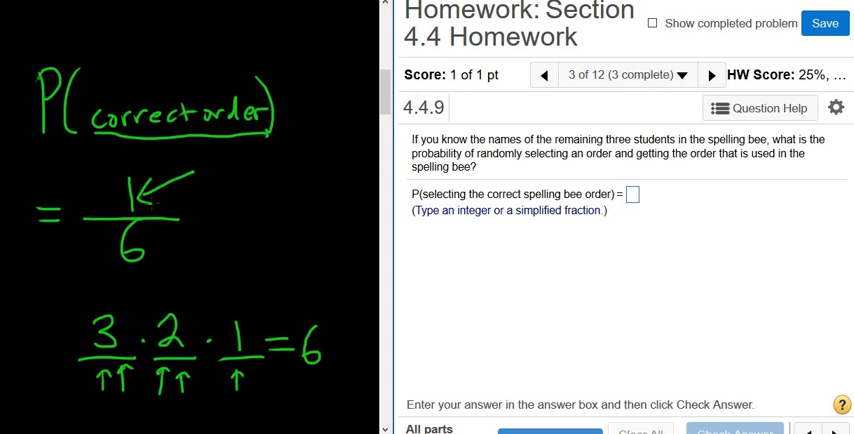 P(correct order)
= 1
6
3 · 2 · 1 = 6
Homework: Section
4.4 Homework
Show completed problem
Save
Score: 1 of 1 pt
3 of 12 (3 complete)
HW Score: 25%, ...
4.4.9
Question Help
If you know the names of the remaining three students in the spelling bee, what is the
probability of randomly selecting an order and getting the order that is used in the
spelling bee?
P(selecting the correct spelling bee order) =
(Type an integer or a simplified fraction.)
Enter your answer in the answer box and then click Check Answer.
?
All parts
Clear All
Check Answer